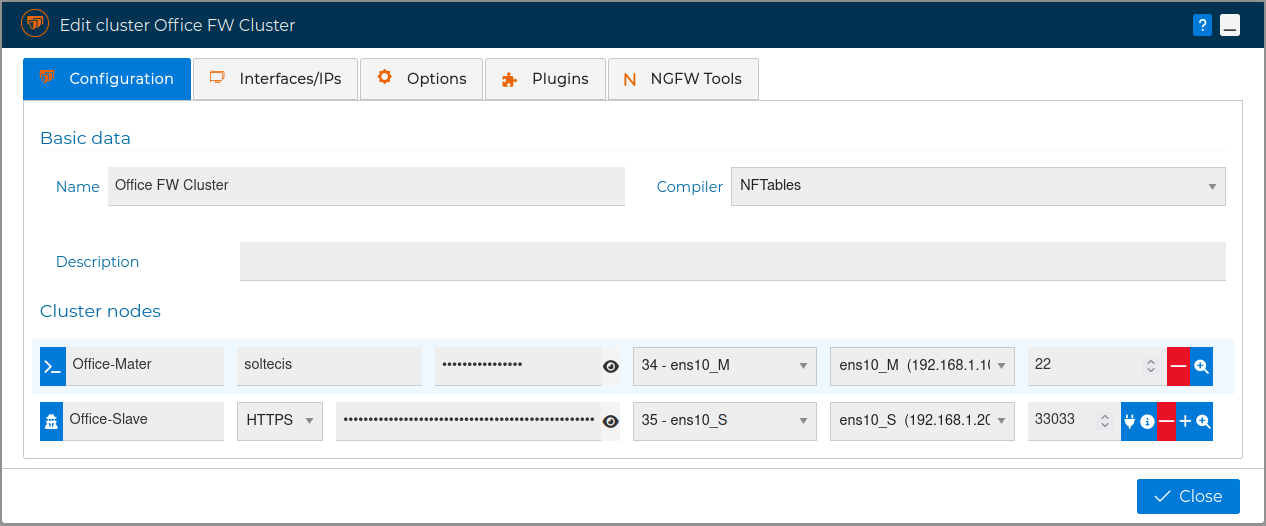 Edit cluster Office FW Cluster
?
Configuration
Interfaces/IPs
Options
Plugins
N NGFW Tools
Basic data
Name
Office FW Cluster
Compiler
NFTables
Description
Cluster nodes
Office-Mater
soltecis
••••••••••••••••
34 - ens10_M
ens10_M (192.168.1.10
22
Office-Slave
HTTPS
35 - ens10_S
ens10_S (192.168.1.20
33033
Close